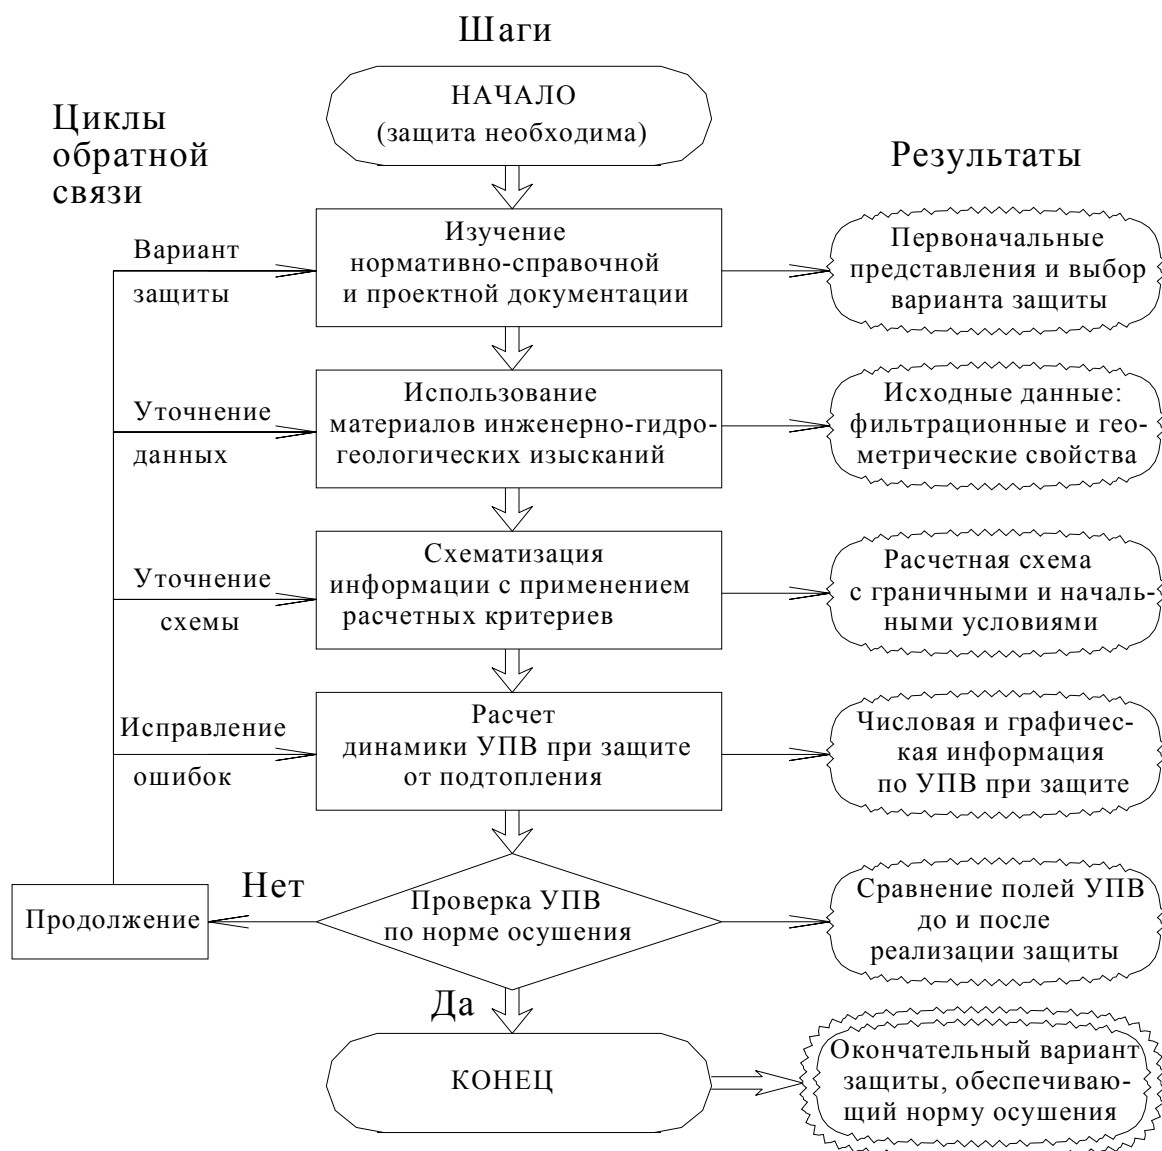 Шаги
НАЧАЛО
(защита необходима)
Циклы
обратной
связи
Результаты
Вариант
защиты
Изучение
нормативно-справочной
и проектной документации
Первоначальные
представления и выбор
варианта защиты
Уточнение
данных
Использование
материалов инженерно-гидро-
геологических изысканий
Исходные данные:
фильтрационные и гео-
метрические свойства
Уточнение
схемы
Схематизация
информации с применением
расчетных критериев
Расчетная схема
с граничными и началь-
ными условиями
Исправление
ошибок
Расчет
динамики УПВ при защите
от подтопления
Числовая и графичес-
кая информация
по УПВ при защите
Продолжение
Нет
Проверка УПВ
по норме осушения
Сравнение полей УПВ
до и после
реализации защиты
Да
КОНЕЦ
Окончательный вариант
защиты, обеспечиваю-
щий норму осушения